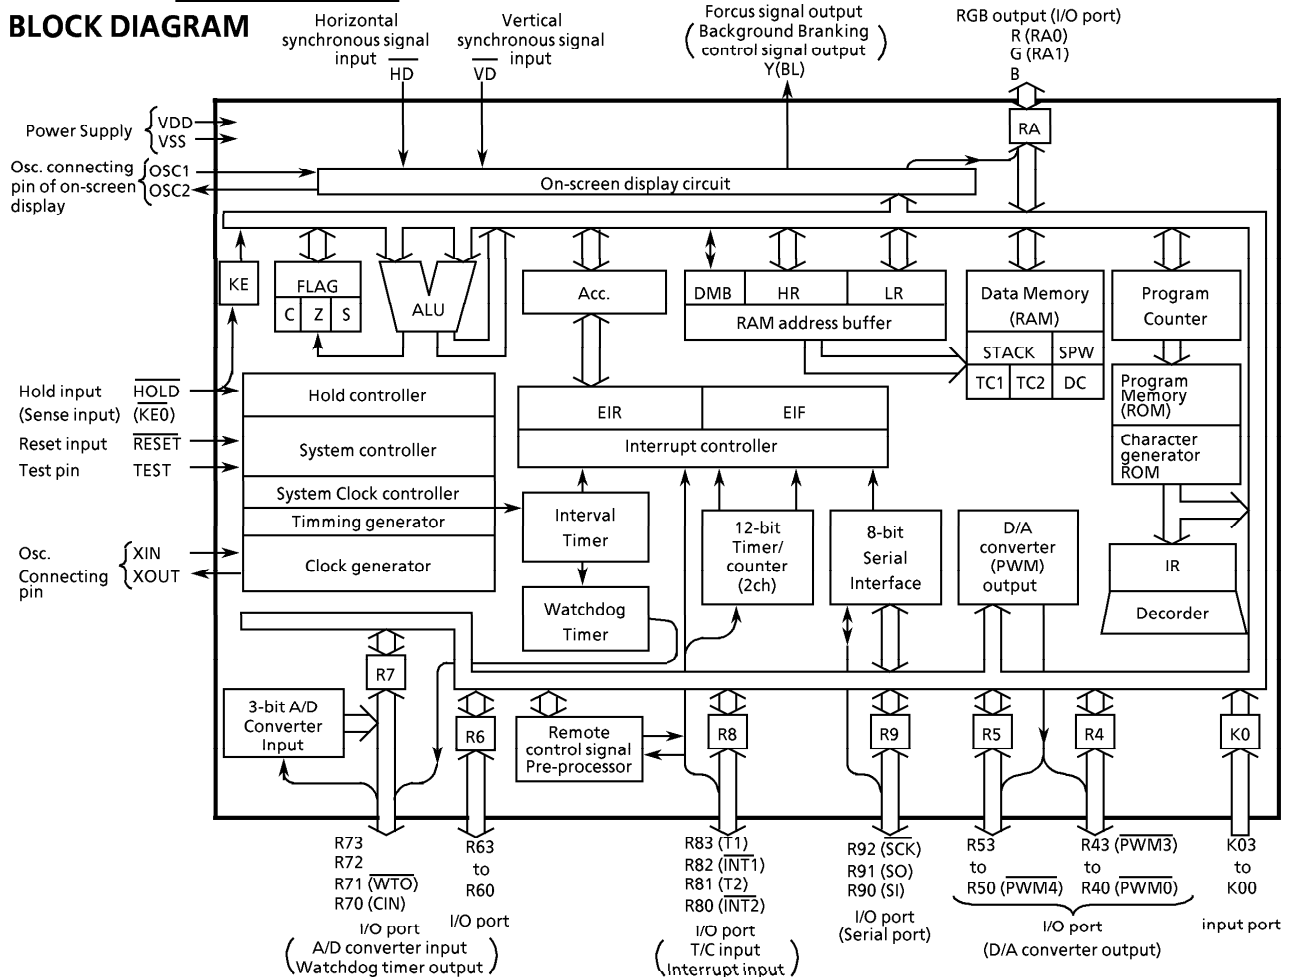 BLOCK DIAGRAM
Horizontal
synchronous signal
input
HD
Vertical
synchronous signal
input
VD
Forcus signal output
(Background Branking
control signal output)
Y(BL)
RGB output (I/O port)
R (RA0)
G (RA1)
B
Power Supply
VDD
VSS
RA
Osc. connecting
pin of on-screen
display
OSC1
OSC2
On-screen display circuit
KE
FLAG
C Z S
ALU
Acc.
DMB HR LR
RAM address buffer
Data Memory
(RAM)
STACK SPW
TC1 TC2 DC
Program
Counter
Program
Memory
(ROM)
Character
generator
ROM
Hold input HOLD
(Sense input) (KE0)
Reset input RESET
Test pin TEST
Hold controller
System controller
System Clock controller
Timming generator
Clock generator
EIR EIF
Interrupt controller
Osc.
Connecting
pin
XIN
XOUT
Interval
Timer
Watchdog
Timer
12-bit
Timer/
counter
(2ch)
8-bit
Serial
Interface
D/A
converter
(PWM)
output
IR
Decorder
R7
3-bit A/D
Converter
Input
R6
Remote
control signal
Pre-processor
R8
R9
R5
R4
K0
R73
R72
R71 (WTO)
R70 (CIN)
I/O port
(A/D converter input
Watchdog timer output)
R63
to
R60
I/O port
R83 (T1)
R82 (INT1)
R81 (T2)
R80 (INT2)
I/O port
(T/C input
Interrupt input)
R92 (SCK)
R91 (SO)
R90 (SI)
I/O port
(Serial port)
R53
to
R50 (PWM4)
R43 (PWM3)
to
R40 (PWM0)
I/O port
(D/A converter output)
K03
to
K00
input port